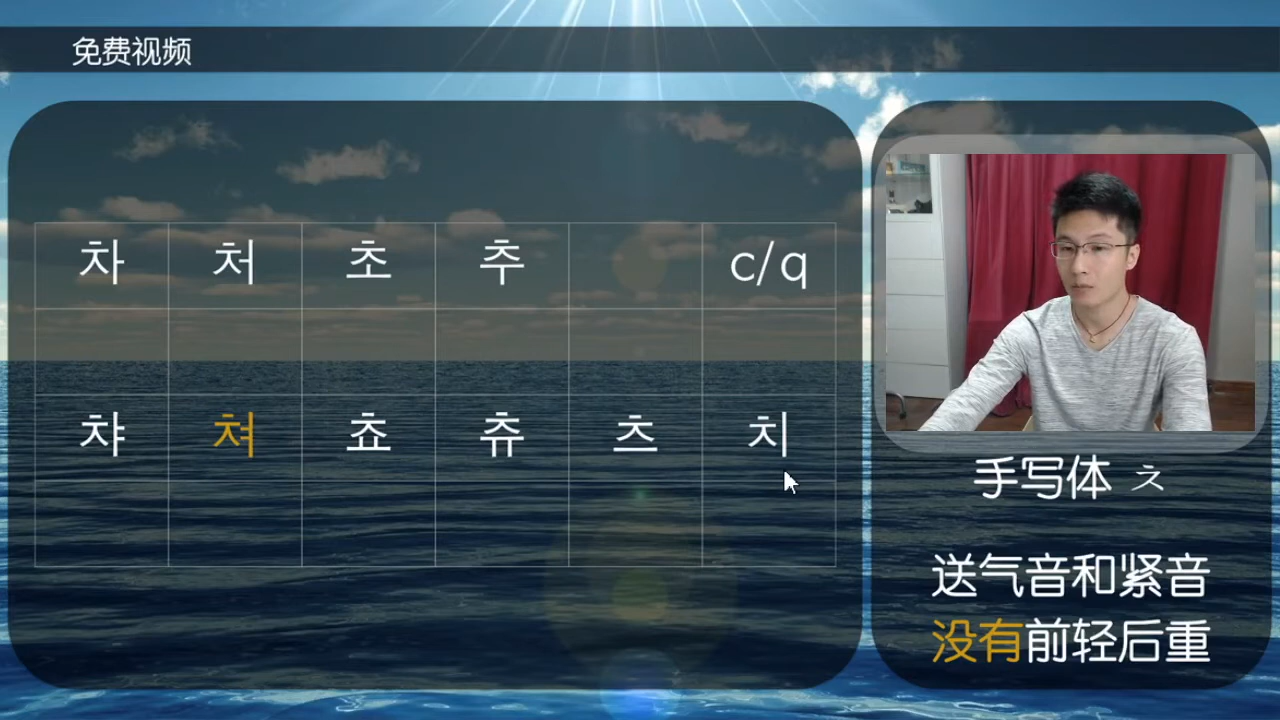 免费视频
차 처 초 추 c/q
챠 쳐 쵸 츄 츠 치
手写体 ㅊ
送气音和紧音
没有前轻后重